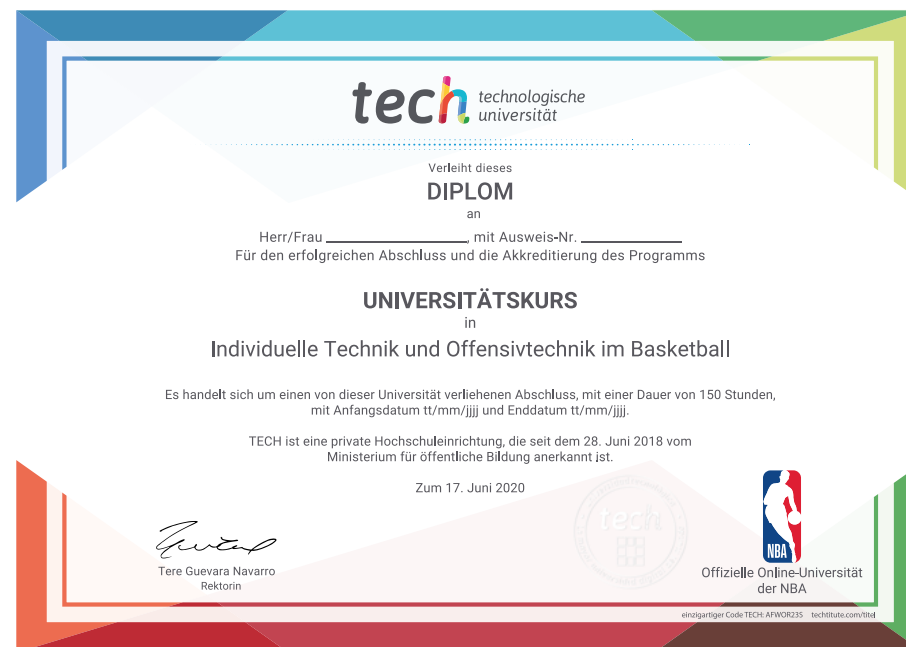 tech technologische
universität
Verleiht dieses
DIPLOM
an
Herr/Frau ____________, mit Ausweis-Nr. ____________
Für den erfolgreichen Abschluss und die Akkreditierung des Programms
UNIVERSITÄTSKURS
in
Individuelle Technik und Offensivtechnik im Basketball
Es handelt sich um einen von dieser Universität verliehenen Abschluss, mit einer Dauer von 150 Stunden,
mit Anfangsdatum tt/mm/jjjj und Enddatum tt/mm/jjjj.
TECH ist eine private Hochschuleinrichtung, die seit dem 28. Juni 2018 vom
Ministerium für öffentliche Bildung anerkannt ist.
Zum 17. Juni 2020
tech
NBA
Tere Guevara Navarro
Rektorin
Offizielle Online-Universität
der NBA
einzigartiger Code TECH: AFWOR23S techtitute.com/titel